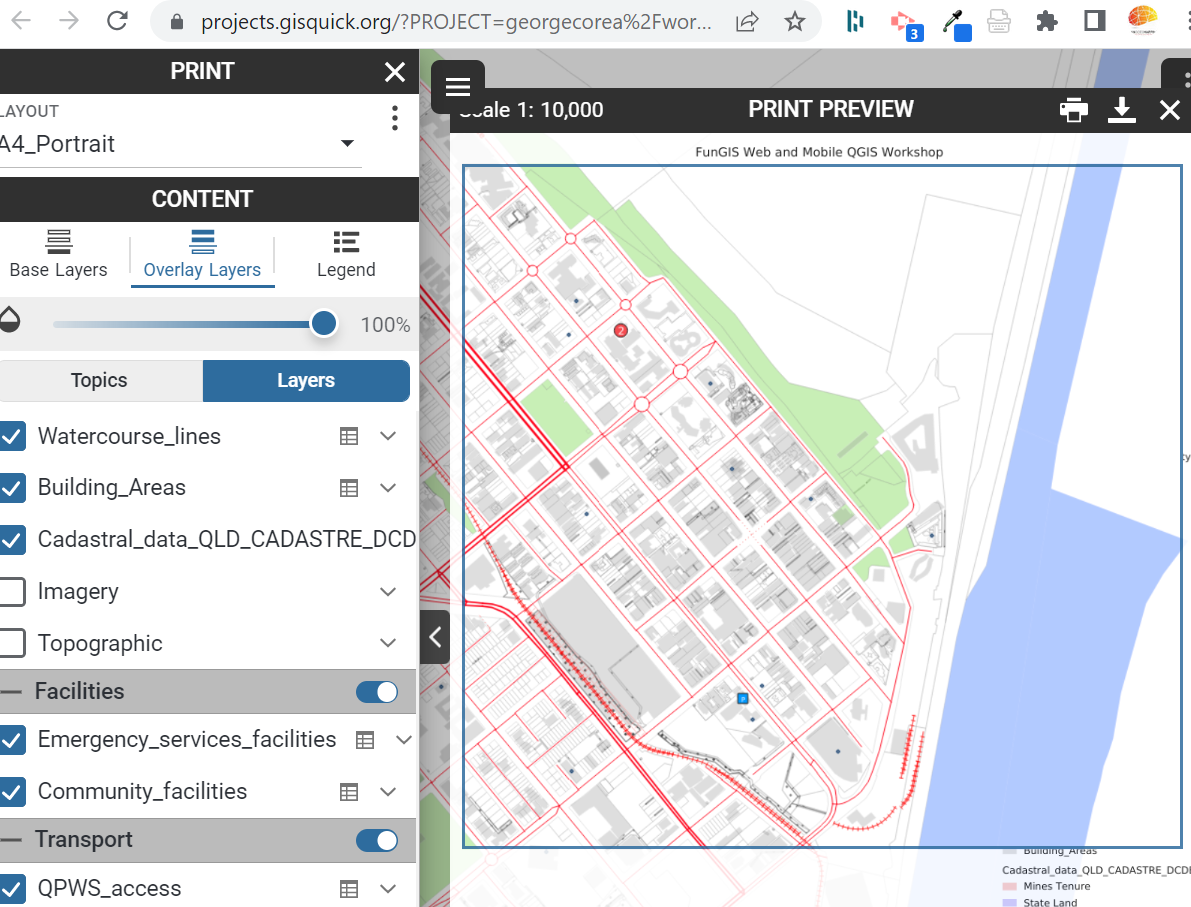 projects.gisquick.org/?PROJECT=georgecorea%2Fwor...
3
PRINT
LAYOUT
A4_Portrait
CONTENT
Base Layers
Overlay Layers
Legend
100%
Topics
Layers
Watercourse_lines
Building_Areas
Cadastral_data_QLD_CADASTRE_DCD
Imagery
Topographic
Facilities
Emergency_services_facilities
Community_facilities
Transport
QPWS_access
Scale 1: 10,000
PRINT PREVIEW
FunGIS Web and Mobile QGIS Workshop
2
Building_Areas
Cadastral_data_QLD_CADASTRE_DCD
Mines Tenure
State Land